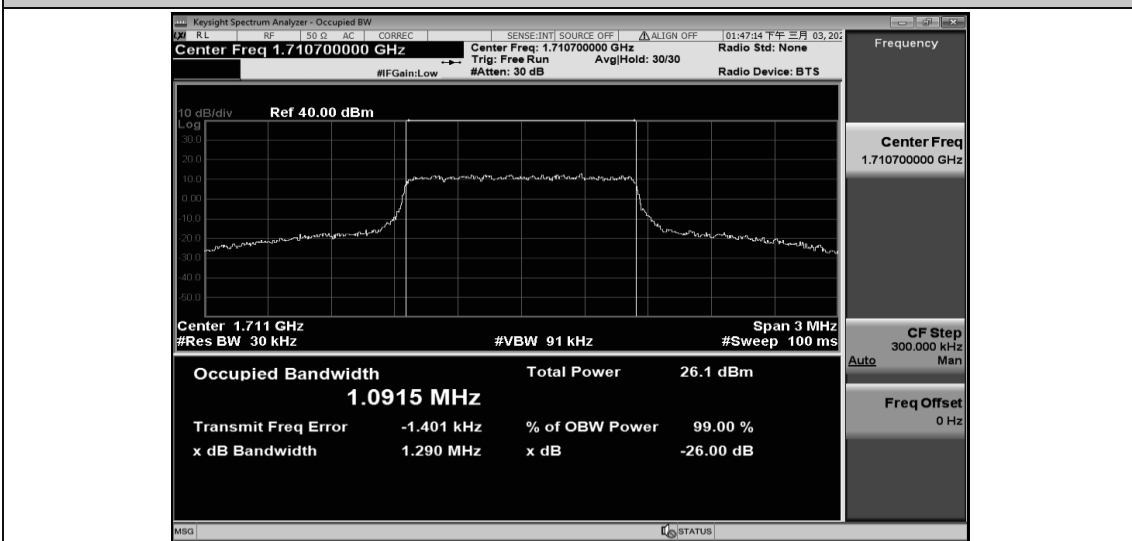 Keysight Spectrum Analyzer - Occupied BW
LXI RL RF 50 Ω AC CORREC SENSE:INT SOURCE OFF ALIGN OFF 01:47:14 下午 三月 03, 202
Center Freq 1.710700000 GHz
Center Freq: 1.710700000 GHz
Radio Std: None
Trig: Free Run Avg|Hold: 30/30
#IFGain:Low
#Atten: 30 dB
Radio Device: BTS
10 dB/div
Ref 40.00 dBm
Log
30.0
20.0
10.0
0.00
-10.0
-20.0
-30.0
-40.0
-50.0
Center 1.711 GHz
Span 3 MHz
#Res BW 30 kHz
#VBW 91 kHz
#Sweep 100 ms
Occupied Bandwidth
1.0915 MHz
Total Power 26.1 dBm
Transmit Freq Error -1.401 kHz
% of OBW Power 99.00 %
x dB Bandwidth 1.290 MHz
x dB -26.00 dB
Frequency
Center Freq
1.710700000 GHz
CF Step
300.000 kHz
Auto Man
Freq Offset
0 Hz
MSG
STATUS